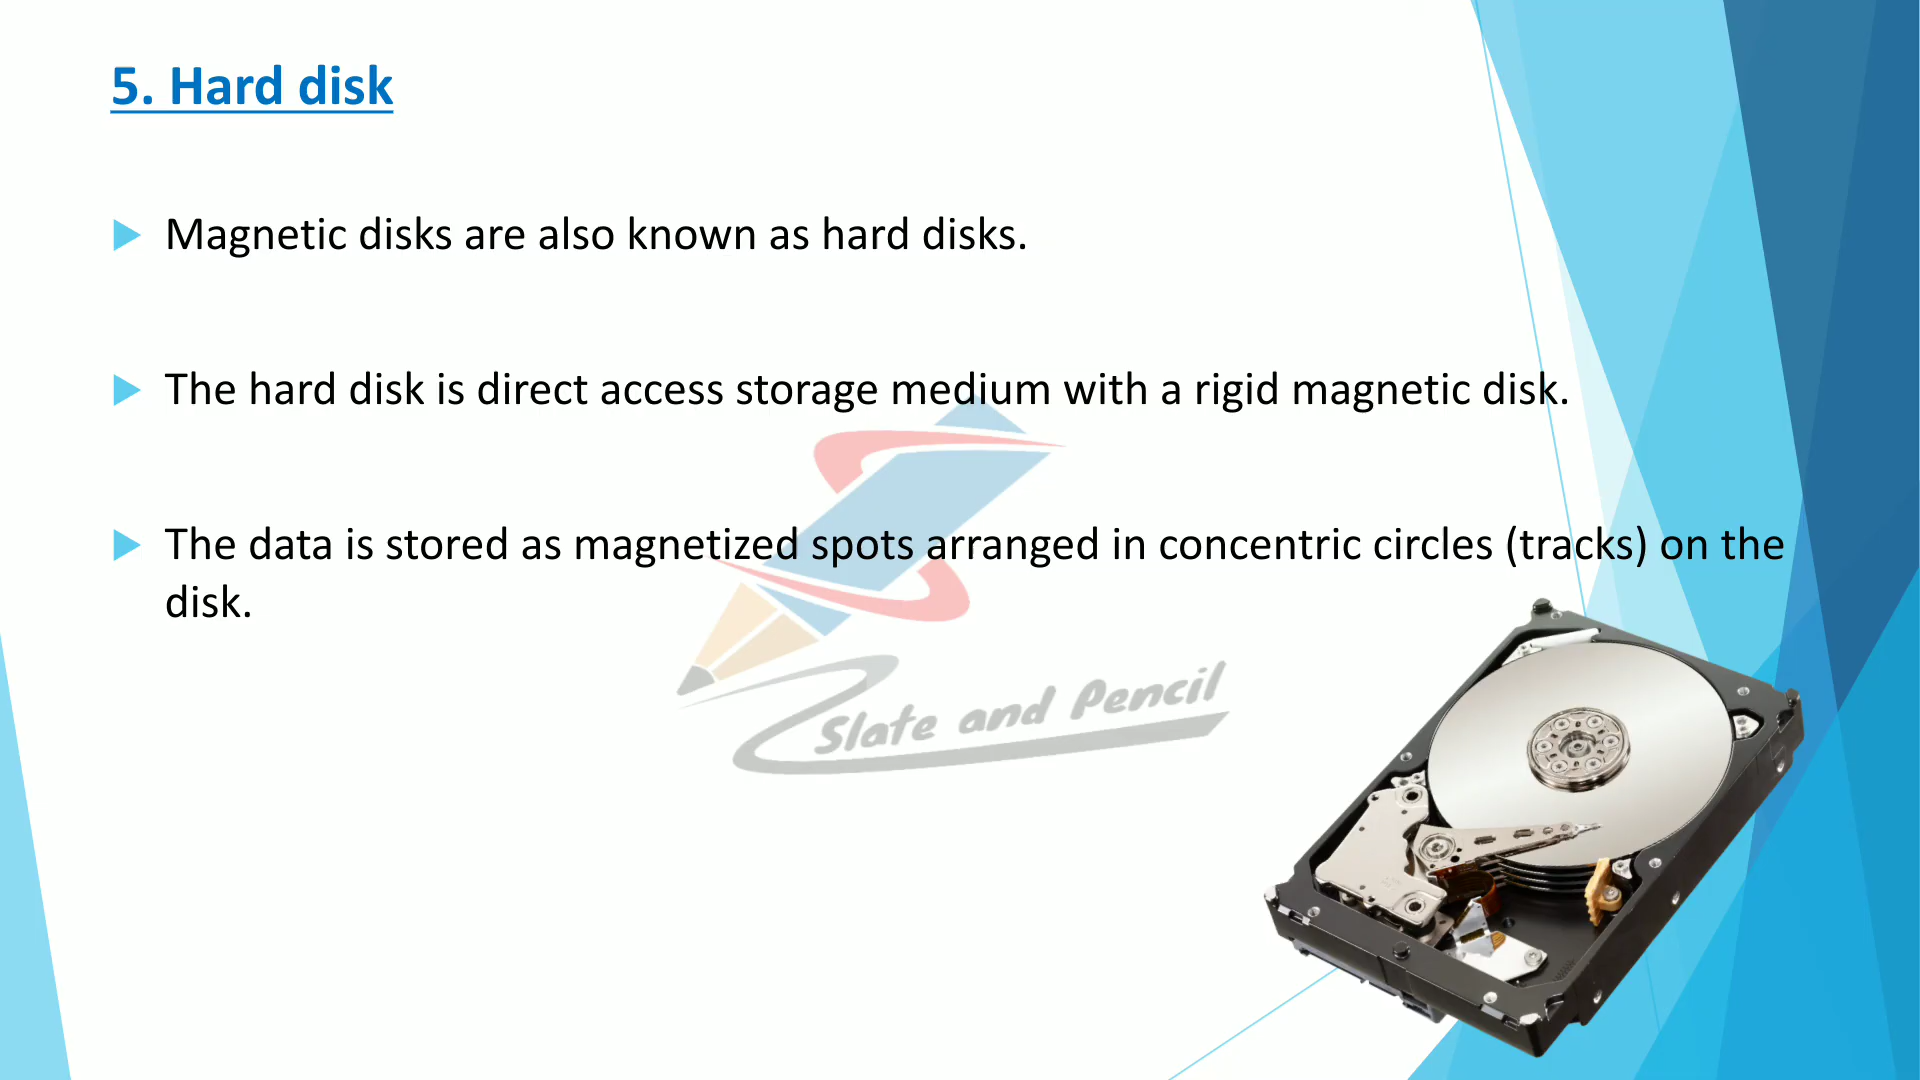 5. Hard disk
Magnetic disks are also known as hard disks.
The hard disk is direct access storage medium with a rigid magnetic disk.
The data is stored as magnetized spots arranged in concentric circles (tracks) on the
disk.
Slate and Pencil